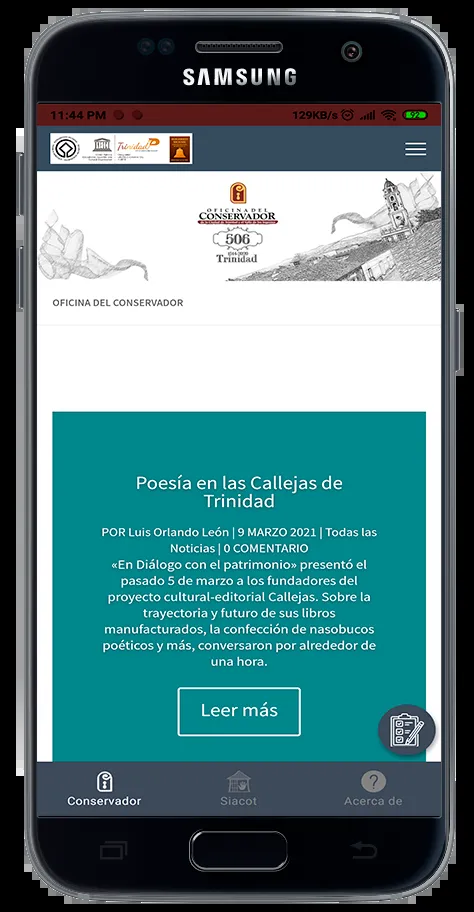 SAMSUNG
11:44 PM
129KB/s
92
Trinidad
OFICINA DEL
CONSERVADOR
506
1514-2020
Trinidad
OFICINA DEL CONSERVADOR
Poesía en las Callejas de
Trinidad
POR Luis Orlando León | 9 MARZO 2021 | Todas las
Noticias | 0 COMENTARIO
«En Diálogo con el patrimonio» presentó el
pasado 5 de marzo a los fundadores del
proyecto cultural-editorial Callejas. Sobre la
trayectoria y futuro de sus libros
manufacturados, la confección de nasobucos
poéticos y más, conversaron por alrededor de
una hora.
Leer más
Conservador
Siacot
?
Acerca de